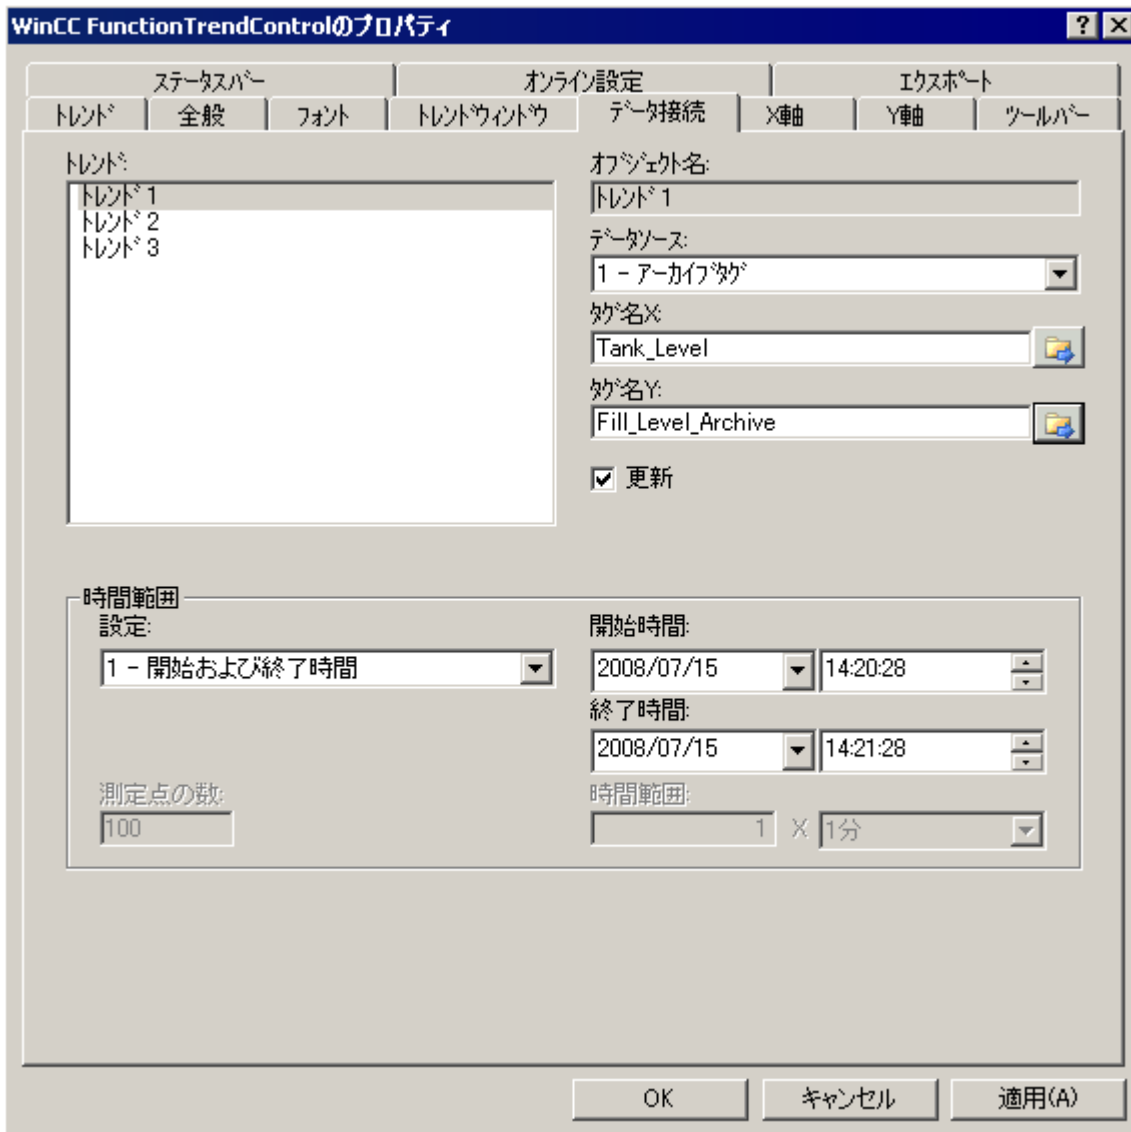 WinCC FunctionTrendControlのプロパティ
ステータスバー オンライン設定 エクスポート
トレンド 全般 フォント トレンドウィンドウ データ接続 X軸 Y軸 ツールバー
トレンド:
トレンド1
トレンド2
トレンド3
オブジェクト名:
トレンド1
データソース:
1 - アーカイブタグ
タグ名X:
Tank_Level
タグ名Y:
Fill_Level_Archive
更新
時間範囲
設定:
1 - 開始および終了時間
開始時間:
2008/07/15 14:20:28
終了時間:
2008/07/15 14:21:28
測定点の数:
100
時間範囲:
1 X 1分
OK キャンセル 適用(A)